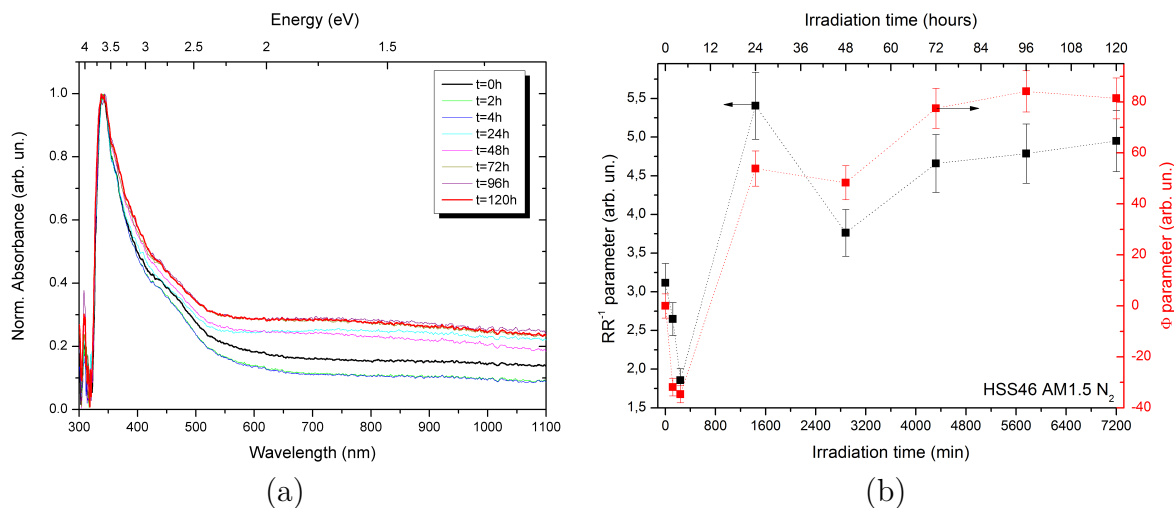 Energy (eV)
4 3.5 3 2.5 2 1.5
Norm. Absorbance (arb. un.)
1.0
0.8
0.6
0.4
0.2
0.0
t=0h
t=2h
t=4h
t=24h
t=48h
t=72h
t=96h
t=120h
300 400 500 600 700 800 900 1000 1100
Wavelength (nm)
(a)
Irradiation time (hours)
0 12 24 36 48 60 72 84 96 108 120
RR⁻¹ parameter (arb. un.)
5,5
5,0
4,5
4,0
3,5
3,0
2,5
2,0
1,5
80
60
40
20
0
-20
-40
Φ parameter (arb. un.)
HSS46 AM1.5 N₂
0 800 1600 2400 3200 4000 4800 5600 6400 7200
Irradiation time (min)
(b)